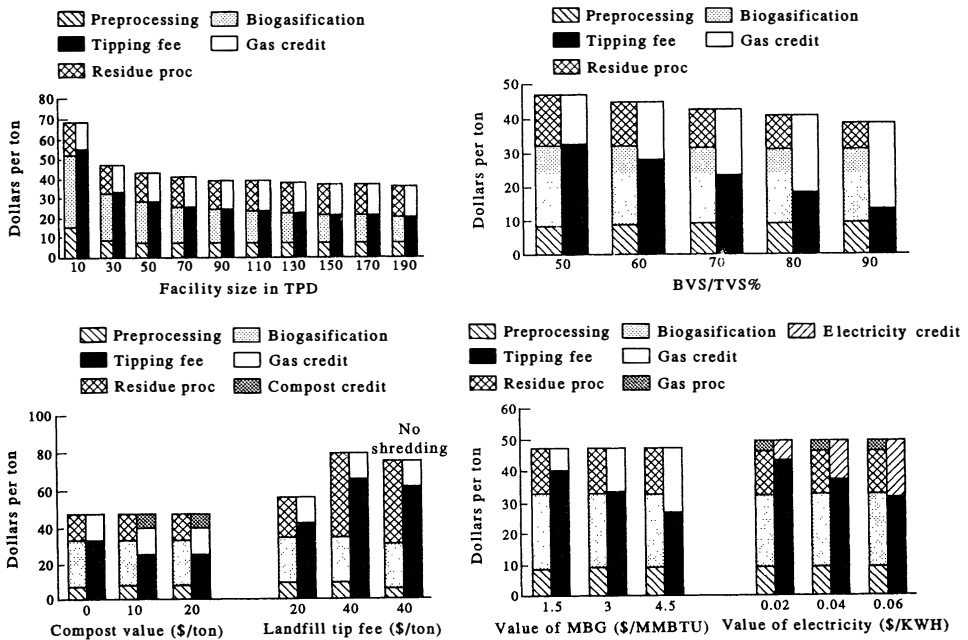 Preprocessing Biogasification
Tipping fee Gas credit
Residue proc
Dollars per ton
80
70
60
50
40
30
20
10
0
10 30 50 70 90 110 130 150 170 190
Facility size in TPD
Preprocessing Biogasification
Tipping fee Gas credit
Residue proc
Dollars per ton
50
40
30
20
10
0
50 60 70 80 90
BVS/TVS%
Preprocessing Biogasification
Tipping fee Gas credit
Residue proc Compost credit
Dollars per ton
100
80
60
40
20
0
No
shredding
0 10 20 20 40 40
Compost value ($/ton) Landfill tip fee ($/ton)
Preprocessing Biogasification Electricity credit
Tipping fee Gas credit
Residue proc Gas proc
Dollars per ton
60
50
40
30
20
10
0
1.5 3 4.5 0.02 0.04 0.06
Value of MBG ($/MMBTU) Value of electricity ($/KWH)